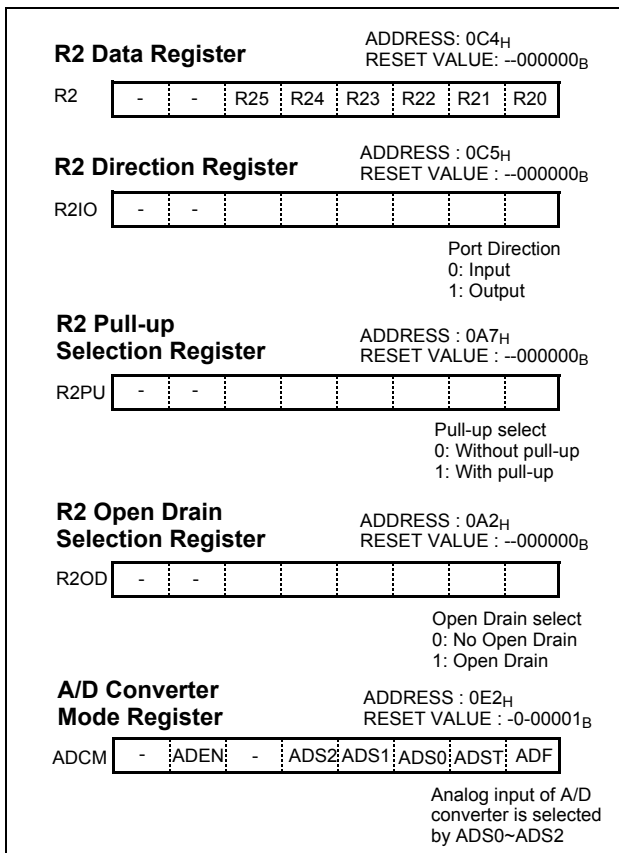 R2 Data Register
ADDRESS: 0C4H
RESET VALUE: --000000B
R2 - - R25 R24 R23 R22 R21 R20
R2 Direction Register
ADDRESS : 0C5H
RESET VALUE : --000000B
R2IO - -
Port Direction
0: Input
1: Output
R2 Pull-up
Selection Register
ADDRESS : 0A7H
RESET VALUE : --000000B
R2PU - -
Pull-up select
0: Without pull-up
1: With pull-up
R2 Open Drain
Selection Register
ADDRESS : 0A2H
RESET VALUE : --000000B
R2OD - -
Open Drain select
0: No Open Drain
1: Open Drain
A/D Converter
Mode Register
ADDRESS : 0E2H
RESET VALUE : -0-00001B
ADCM - ADEN - ADS2 ADS1 ADS0 ADST ADF
Analog input of A/D
converter is selected
by ADS0~ADS2